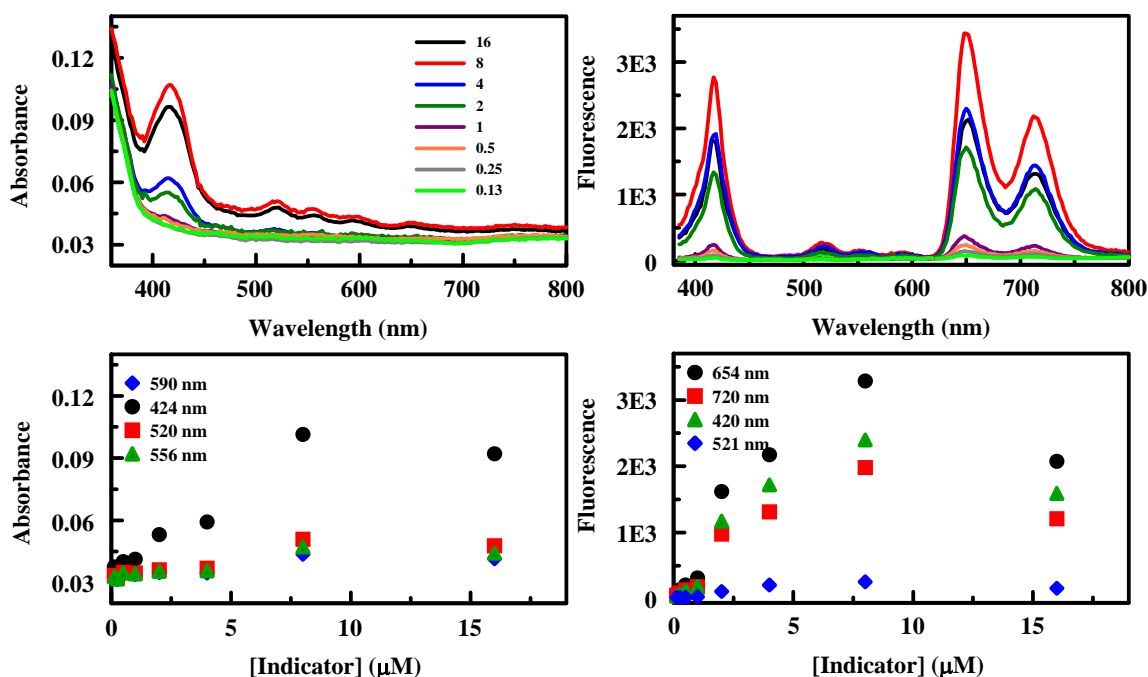 Absorbance
0.12
0.09
0.06
0.03
400
500
600
700
800
Wavelength (nm)
16
8
4
2
1
0.5
0.25
0.13
Fluorescence
3E3
2E3
1E3
0
400
500
600
700
800
Wavelength (nm)
Absorbance
0.12
0.09
0.06
0.03
0
5
10
15
[Indicator] (μM)
590 nm
424 nm
520 nm
556 nm
Fluorescence
3E3
2E3
1E3
0
0
5
10
15
[Indicator] (μM)
654 nm
720 nm
420 nm
521 nm